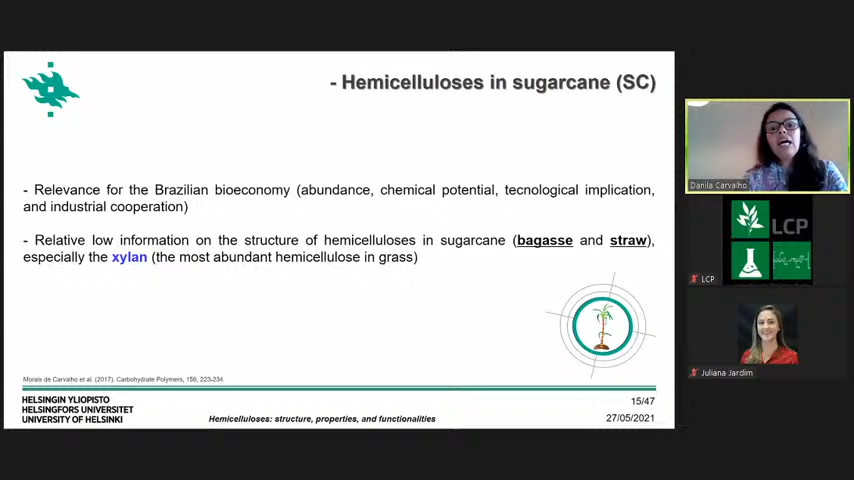 - Hemicelluloses in sugarcane (SC)
- Relevance for the Brazilian bioeconomy (abundance, chemical potential, tecnological implication,
and industrial cooperation)
- Relative low information on the structure of hemicelluloses in sugarcane (bagasse and straw),
especially the xylan (the most abundant hemicellulose in grass)
Morais de Carvalho et al. (2017). Carbohydrate Polymers, 156, 223-234.
HELSINGIN YLIOPISTO
HELSINGFORS UNIVERSITET
UNIVERSITY OF HELSINKI
Hemicelluloses: structure, properties, and functionalities
15/47
27/05/2021
Danila Carvalho
LCP
LCP
Juliana Jardim